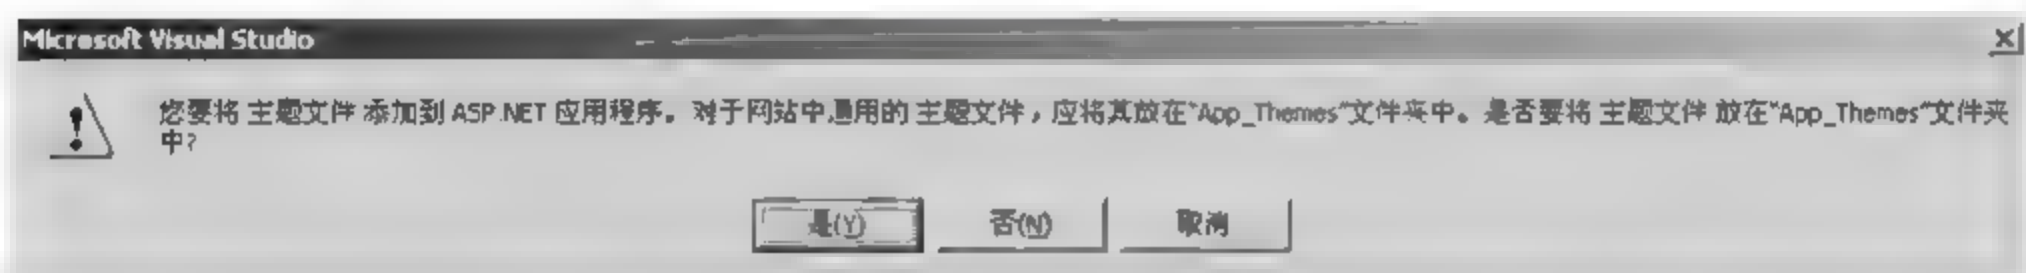 Microsoft Visual Studio
您要将 主题文件 添加到 ASP.NET 应用程序。对于网站中通用的 主题文件，应将其放在“App_Themes”文件夹中。是否要将 主题文件 放在“App_Themes”文件夹
中?
是(Y)
否(N)
取消